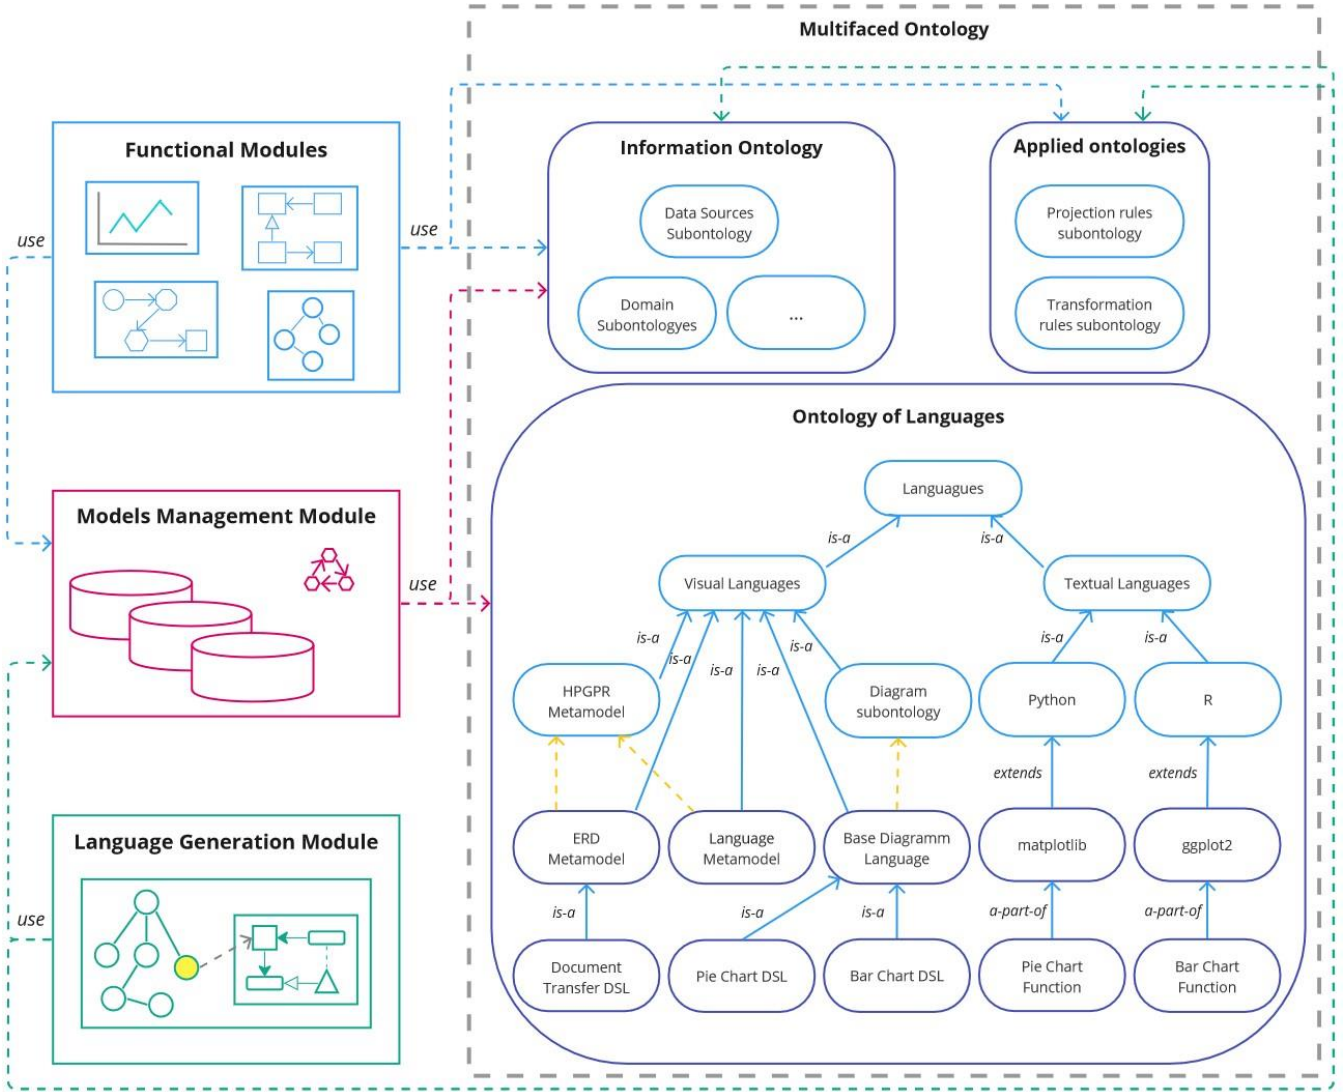 Multifaced Ontology
Functional Modules
use
use
Information Ontology
Data Sources
Subontology
Domain
Subontologyes
...
Applied ontologies
Projection rules
subontology
Transformation
rules subontology
Models Management Module
use
Language Generation Module
use
Ontology of Languages
Languagues
is-a
is-a
Visual Languages
Textual Languages
is-a
is-a
is-a
is-a
is-a
is-a
is-a
HPGPR
Metamodel
Diagram
subontology
Python
R
extends
extends
ERD
Metamodel
Language
Metamodel
Base Diagramm
Language
matplotlib
ggplot2
is-a
is-a
is-a
a-part-of
a-part-of
Document
Transfer DSL
Pie Chart DSL
Bar Chart DSL
Pie Chart
Function
Bar Chart
Function